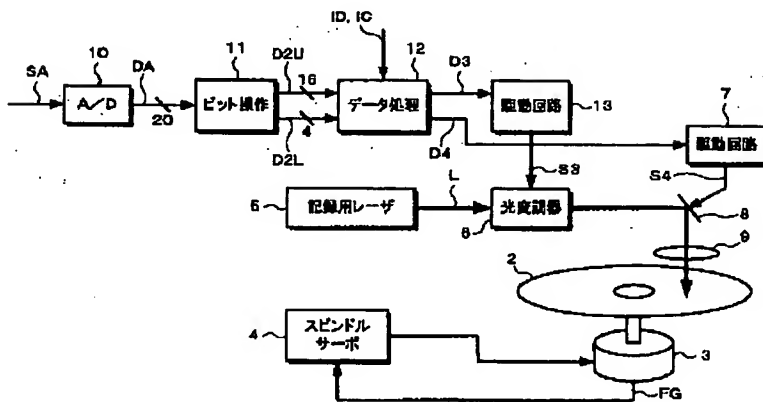 ID, IC
10
11
12
SA
A/D
DA
20
ビット操作
D2U
16
D2L
4
データ処理
D3
D4
駆動回路
13
7
駆動回路
S3
S4
5
記録用レーザ
L
光変調器
6
8
9
2
4
スピンドル
サーボ
3
FG